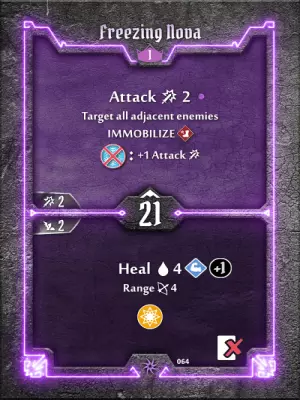 Freezing Nova
1
Attack 2
Target all adjacent enemies
IMMOBILIZE
: +1 Attack
2
21
2
Heal 4 +1
Range 4
064